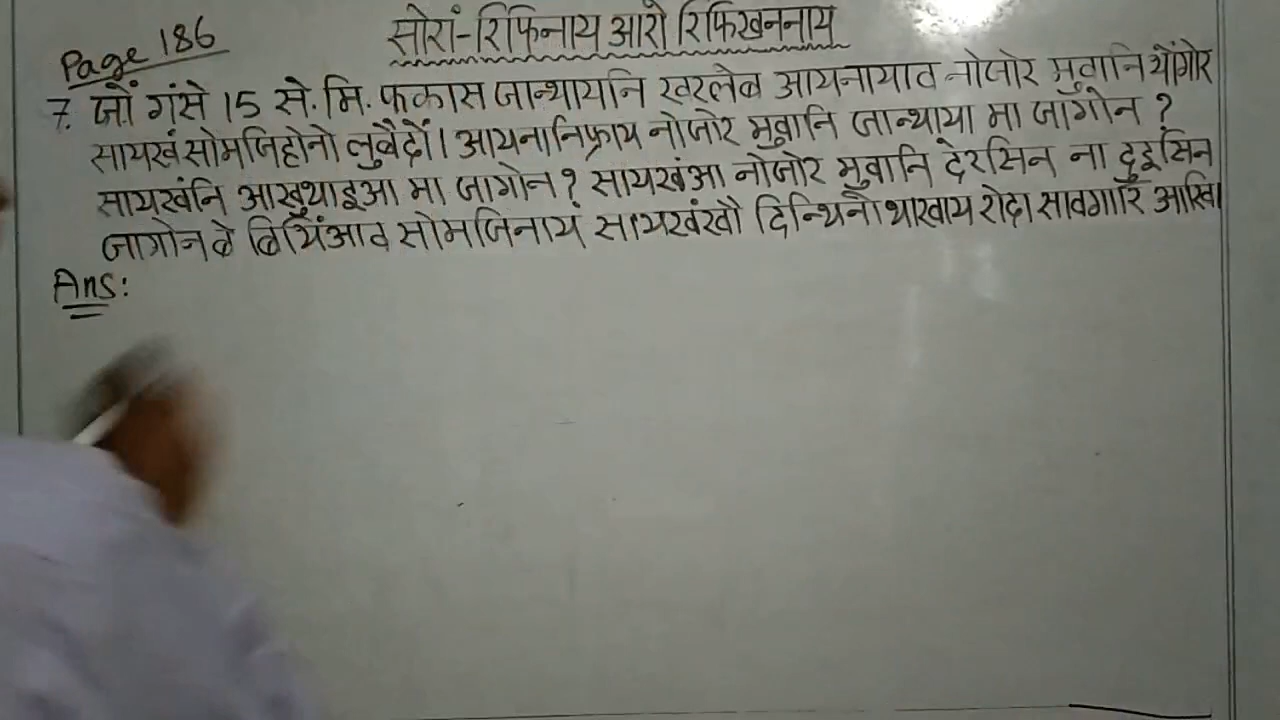 Page 186
सोरां-रिफिनाय आरो रिफिखननाय
7. जों गंसे 15 से. मि. फकास जान्थायनि खरलेब आयनायाव नोजोर मुवानि थोंगोर
सायखं सोमजिहोनो लुबैदों। आयनानिफ्राय नोजोर मुवानि जान्थाया मा जागोन ?
सायखंनि आखुथाइआ मा जागोन? सायखंआ नोजोर मुवानि देरसिन ना दुइसिन
जागोन बे बिथिंआव सोमजिनाय सायखंखौ दिन्थिनो थाखाय रोदा सावगारि आखि।
Ans: